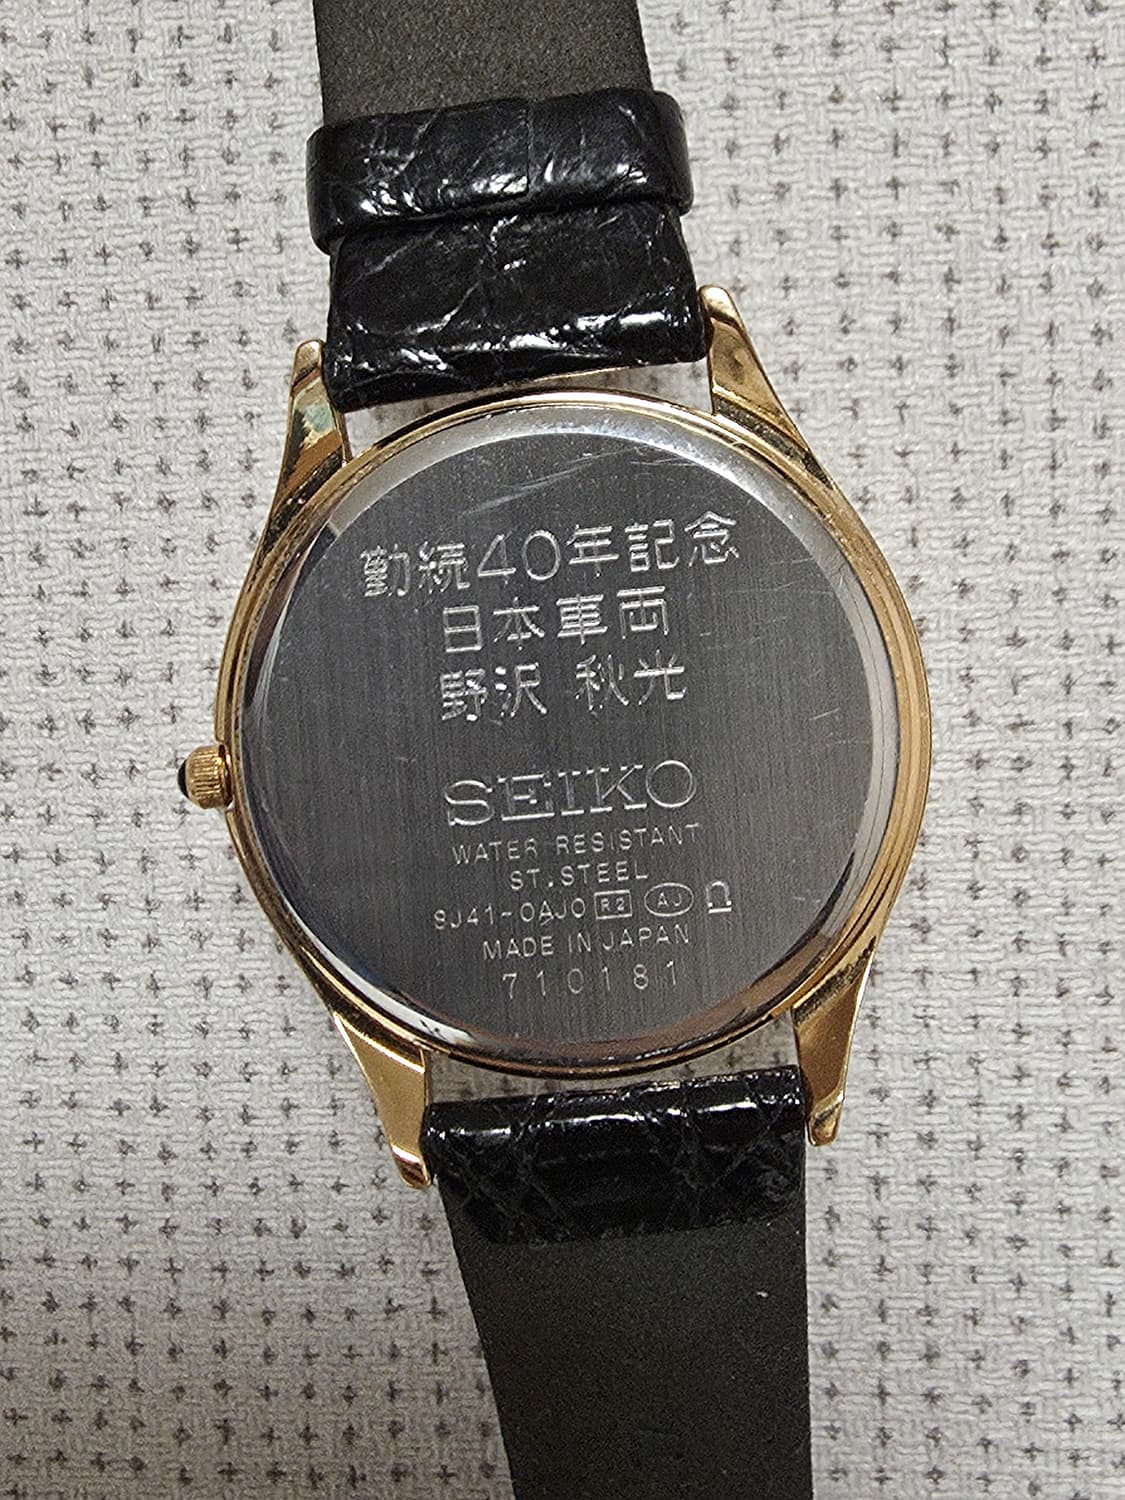 勤続40年記念
日本車両
野沢 秋光
SEIKO
WATER RESISTANT
ST.STEEL
8J41-0AJ0 R2 AJ
MADE IN JAPAN
710181